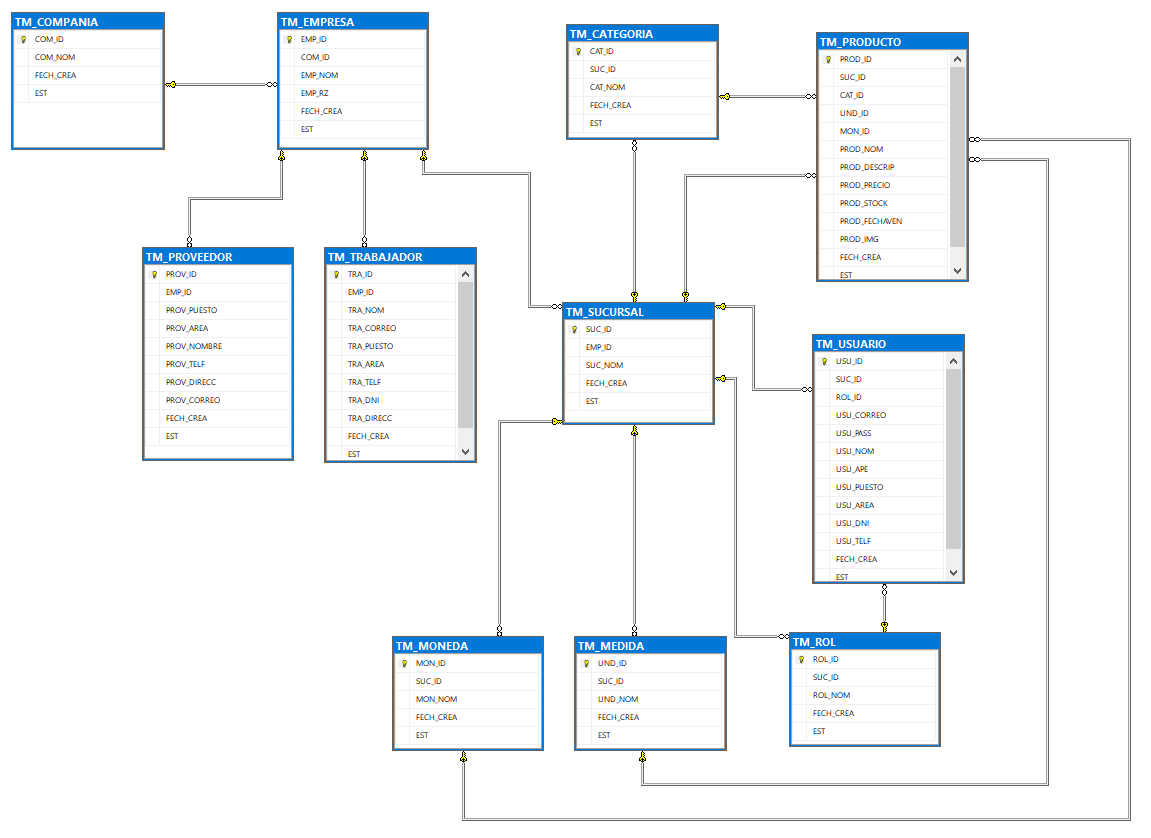 TM_COMPANIA
COM_ID
COM_NOM
FECH_CREA
EST
TM_EMPRESA
EMP_ID
COM_ID
EMP_NOM
EMP_RZ
FECH_CREA
EST
TM_CATEGORIA
CAT_ID
SUC_ID
CAT_NOM
FECH_CREA
EST
TM_PRODUCTO
PROD_ID
SUC_ID
CAT_ID
UND_ID
MON_ID
PROD_NOM
PROD_DESCRIP
PROD_PRECIO
PROD_STOCK
PROD_FECHAVEN
PROD_IMG
FECH_CREA
EST
TM_PROVEEDOR
PROV_ID
EMP_ID
PROV_PUESTO
PROV_AREA
PROV_NOMBRE
PROV_TELF
PROV_DIRECC
PROV_CORREO
FECH_CREA
EST
TM_TRABAJADOR
TRA_ID
EMP_ID
TRA_NOM
TRA_CORREO
TRA_PUESTO
TRA_AREA
TRA_TELF
TRA_DNI
TRA_DIRECC
FECH_CREA
EST
TM_SUCURSAL
SUC_ID
EMP_ID
SUC_NOM
FECH_CREA
EST
TM_USUARIO
USU_ID
SUC_ID
ROL_ID
USU_CORREO
USU_PASS
USU_NOM
USU_APE
USU_PUESTO
USU_AREA
USU_DNI
USU_TELF
FECH_CREA
EST
TM_MONEDA
MON_ID
SUC_ID
MON_NOM
FECH_CREA
EST
TM_MEDIDA
UND_ID
SUC_ID
UND_NOM
FECH_CREA
EST
TM_ROL
ROL_ID
SUC_ID
ROL_NOM
FECH_CREA
EST